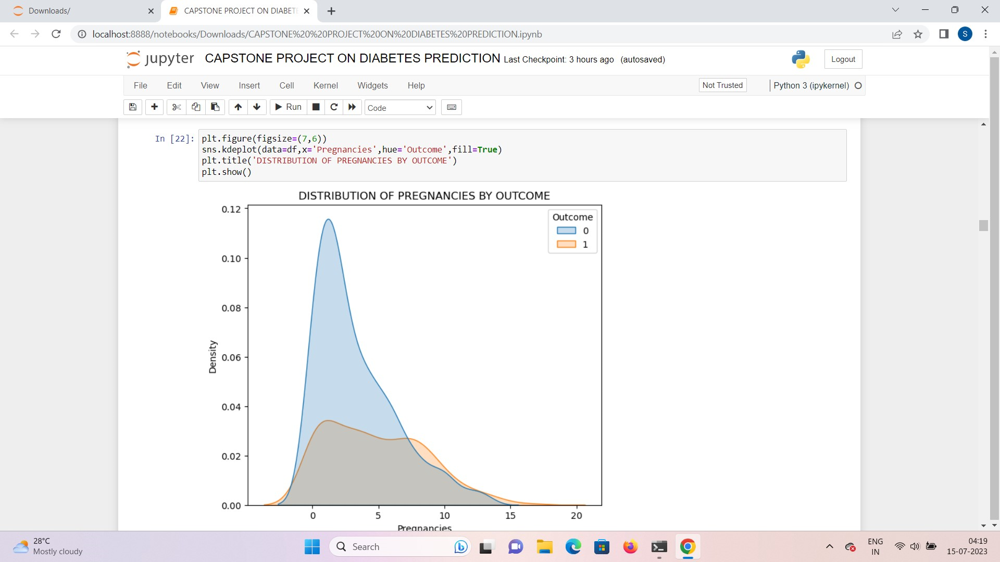 Downloads/
CAPSTONE PROJECT ON DIABET
localhost:8888/notebooks/Downloads/CAPSTONE%20%20PROJECT%20ON%20DIABETES%20PREDICTION.ipynb
S
jupyter CAPSTONE PROJECT ON DIABETES PREDICTION Last Checkpoint: 3 hours ago (autosaved)
Logout
File Edit View Insert Cell Kernel Widgets Help
Not Trusted
Python 3 (ipykernel)
Run
Code
In [22]: plt.figure(figsize=(7,6))
sns.kdeplot(data=df,x='Pregnancies',hue='Outcome',fill=True)
plt.title('DISTRIBUTION OF PREGNANCIES BY OUTCOME')
plt.show()
DISTRIBUTION OF PREGNANCIES BY OUTCOME
0.12
0.10
0.08
0.06
0.04
0.02
0.00
Density
Outcome
0
1
0 5 10 15 20
Pregnancies
28°C
Mostly cloudy
Search
ENG
IN
04:19
15-07-2023